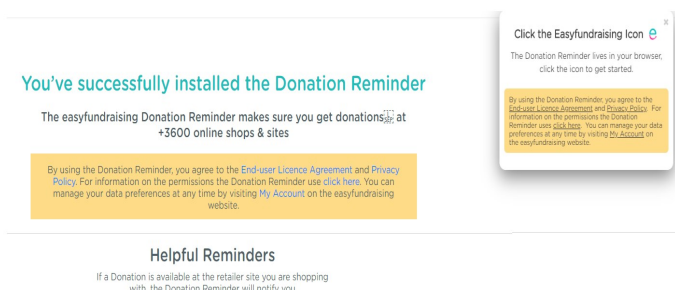 You've successfully installed the Donation Reminder
The easyfundraising Donation Reminder makes sure you get donations at
+3600 online shops & sites
By using the Donation Reminder, you agree to the End-user Licence Agreement and Privacy
Policy. For information on the permissions the Donation Reminder use click here. You can
manage your data preferences at any time by visiting My Account on the easyfundraising
website.
Helpful Reminders
If a Donation is available at the retailer site you are shopping
with, the Donation Reminder will notify you
x
Click the Easyfundraising Icon e
The Donation Reminder lives in your browser,
click the icon to get started.
By using the Donation Reminder, you agree to the
End-user Licence Agreement and Privacy Policy. For
information on the permissions the Donation
Reminder uses click here. You can manage your data
preferences at any time by visiting My Account on
the easyfundraising website.